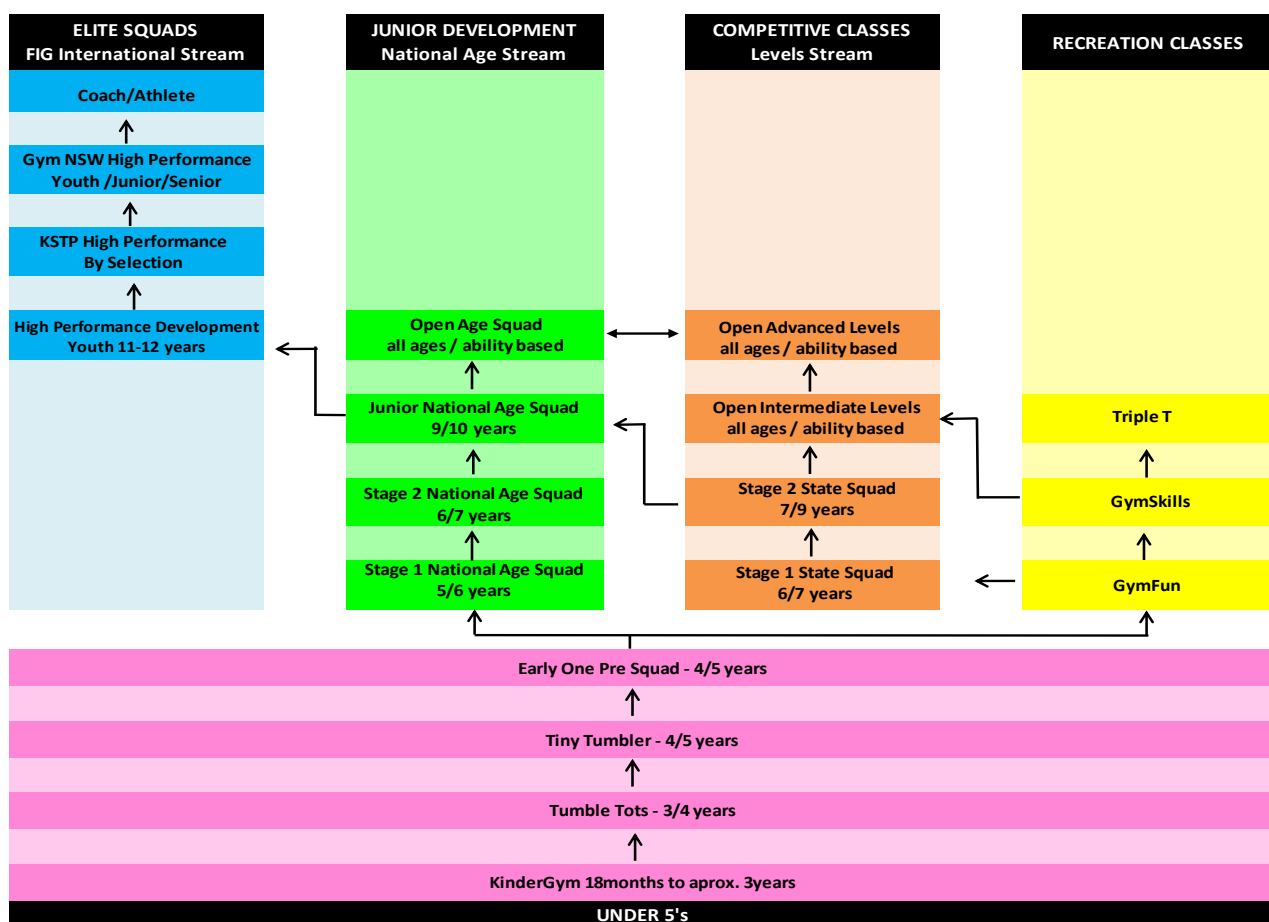 ELITE SQUADS
FIG International Stream
Coach/Athlete
Gym NSW High Performance
Youth /Junior/Senior
KSTP High Performance
By Selection
High Performance Development
Youth 11-12 years
JUNIOR DEVELOPMENT
National Age Stream
Open Age Squad
all ages / ability based
Junior National Age Squad
9/10 years
Stage 2 National Age Squad
6/7 years
Stage 1 National Age Squad
5/6 years
COMPETITIVE CLASSES
Levels Stream
Open Advanced Levels
all ages / ability based
Open Intermediate Levels
all ages / ability based
Stage 2 State Squad
7/9 years
Stage 1 State Squad
6/7 years
RECREATION CLASSES
Triple T
GymSkills
GymFun
Early One Pre Squad - 4/5 years
Tiny Tumbler - 4/5 years
Tumble Tots - 3/4 years
KinderGym 18months to aprox. 3years
UNDER 5's